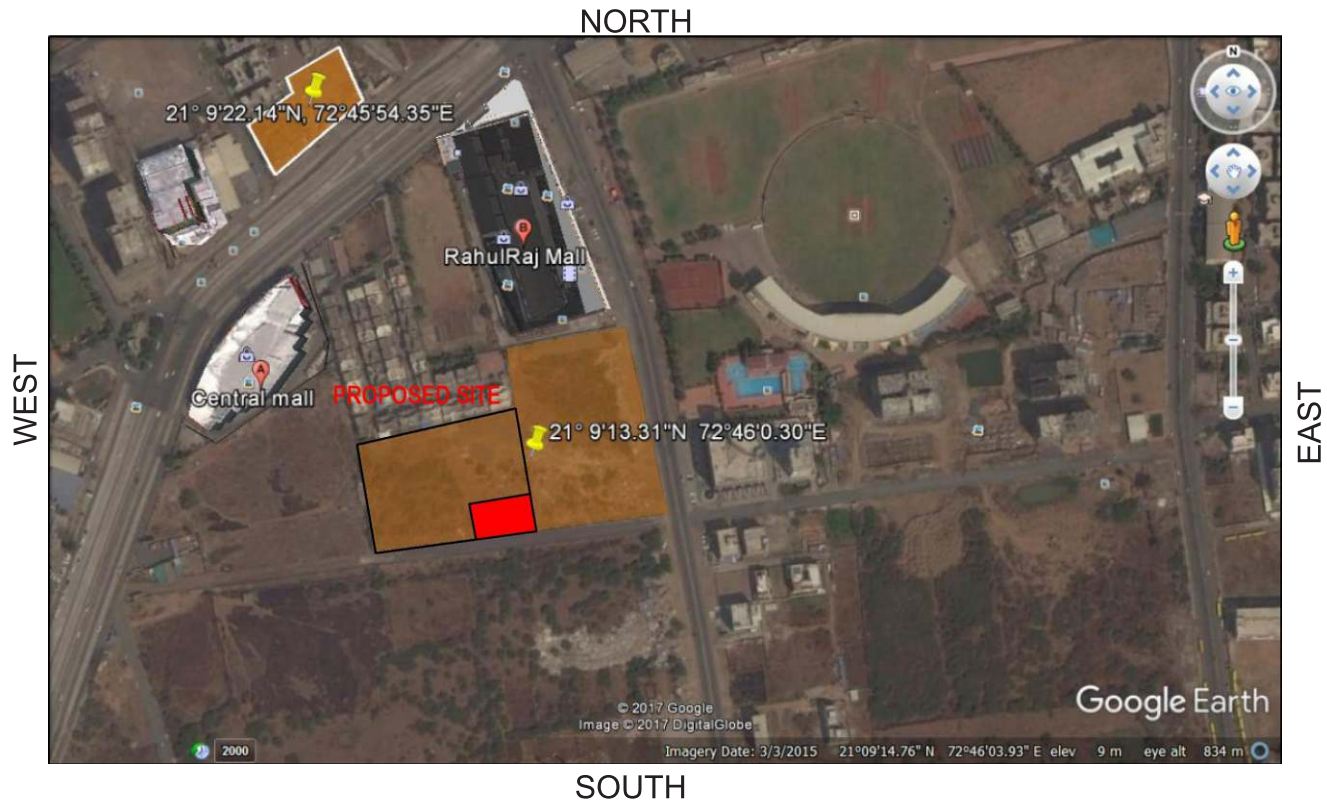 NORTH
N
21° 9'22.14"N, 72°45'54.35"E
B
RahulRaj Mall
WEST
A
Central mall
PROPOSED SITE
21° 9'13.31"N 72°46'0.30"E
EAST
Google Earth
© 2017 Google
Image © 2017 DigitalGlobe
2000
Imagery Date: 3/3/2015 21°09'14.76" N 72°46'03.93" E elev 9 m eye alt 834 m
SOUTH